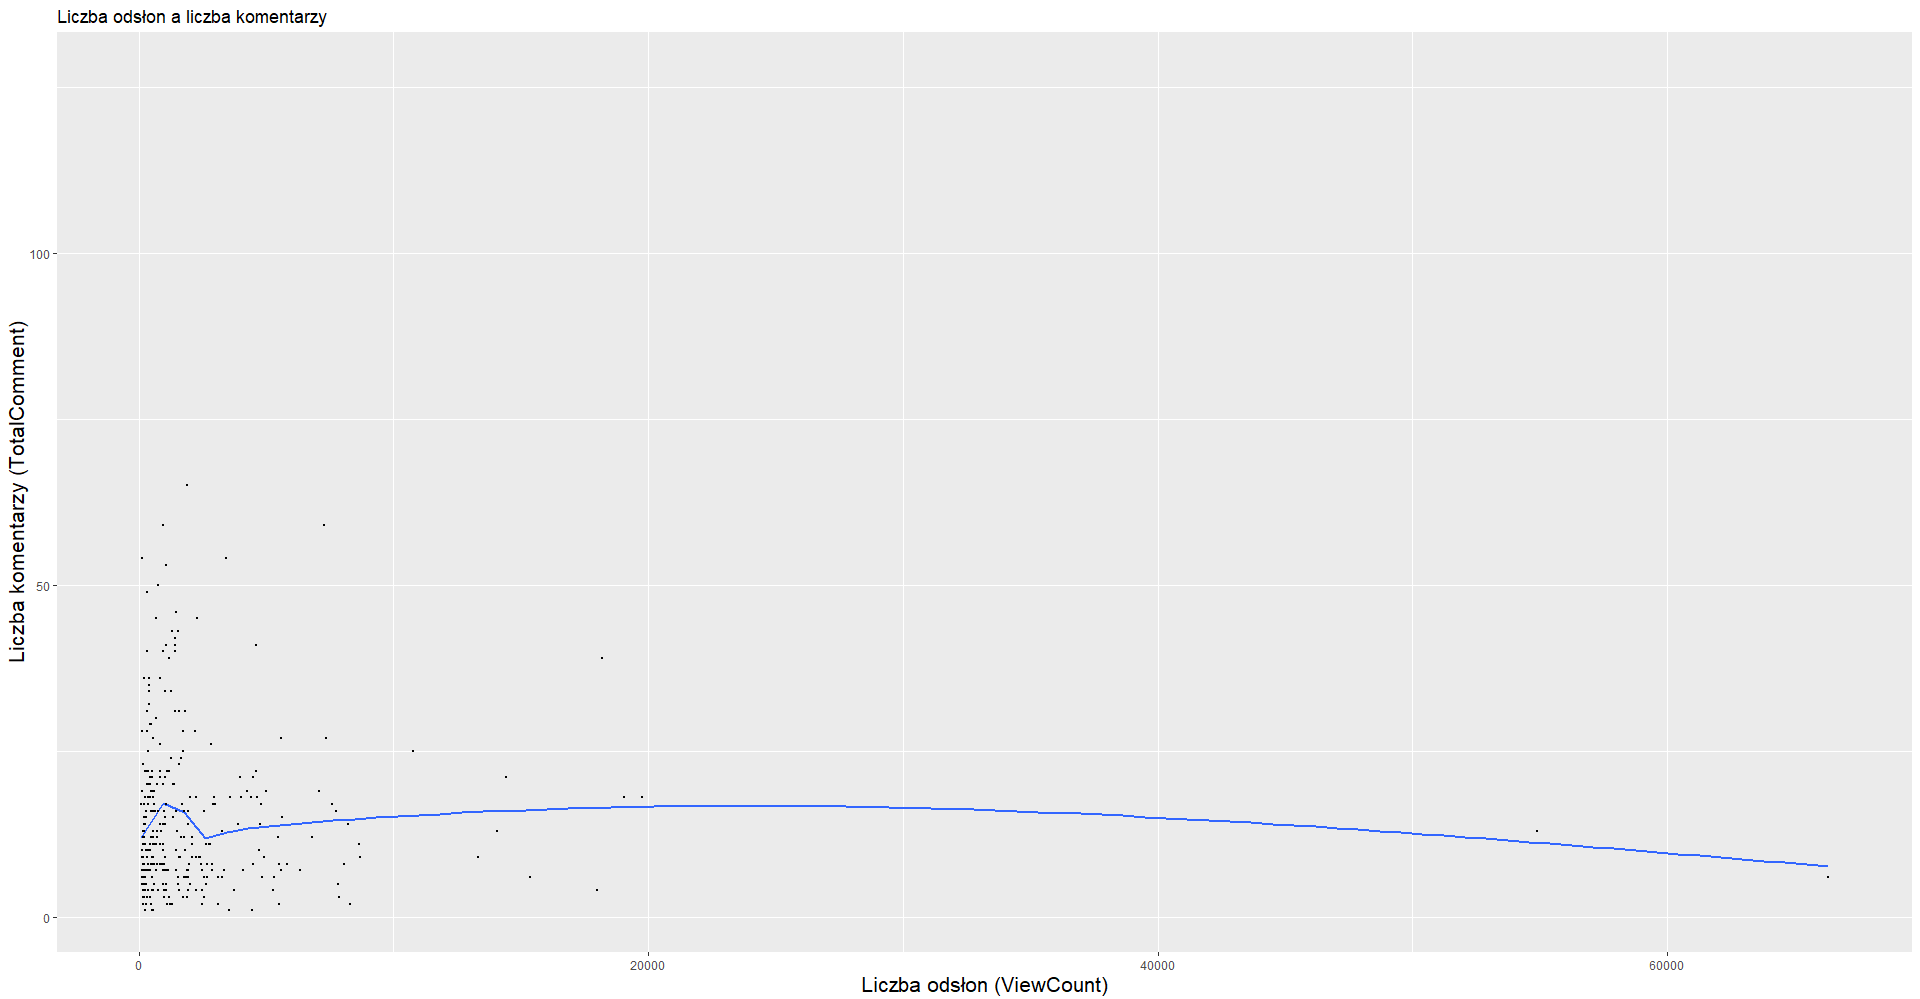 Liczba odsłon a liczba komentarzy
Liczba komentarzy (TotalComment)
100
50
0
0 20000 40000 60000
Liczba odsłon (ViewCount)